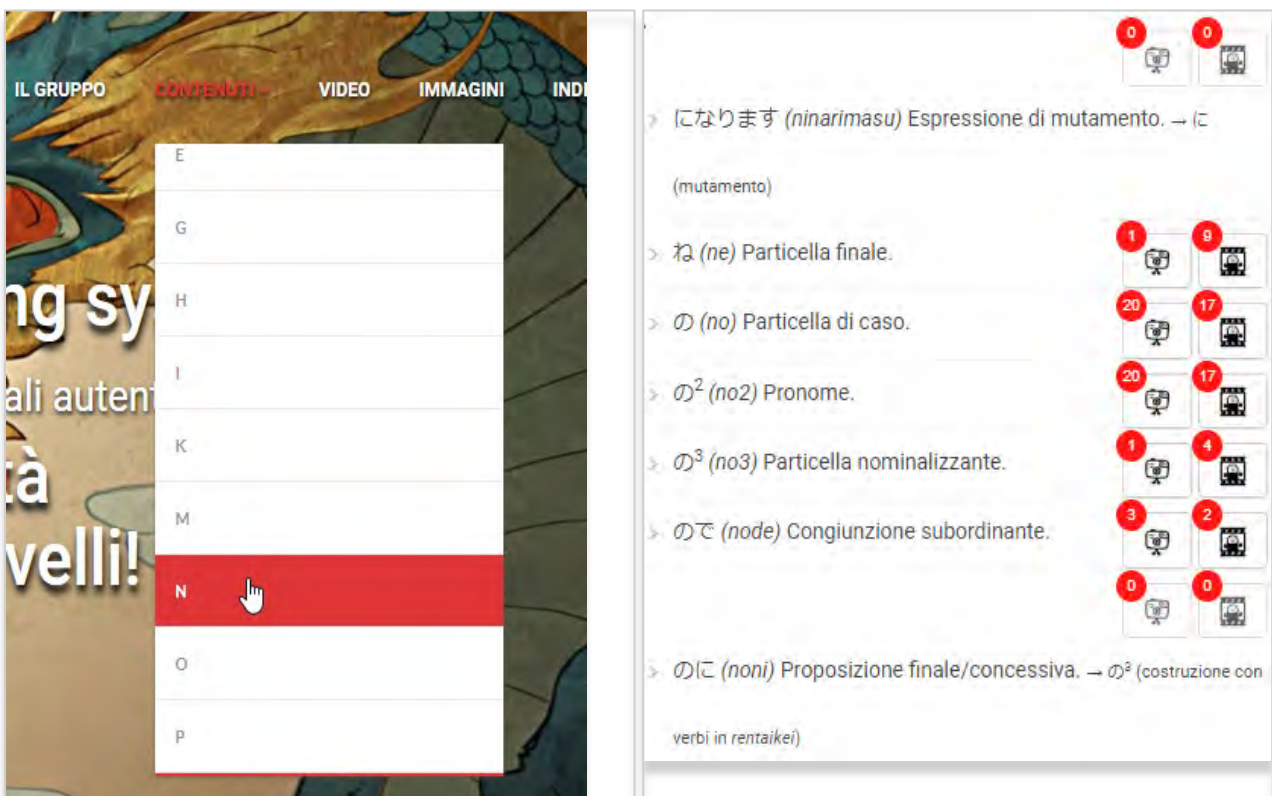 IL GRUPPO CONTENUTI VIDEO IMMAGINI INDI
E
G
H
I
K
M
N
O
P
ng sy
ali autent
tà
velli!
0 0
になります (ninarimasu) Espressione di mutamento. → に
(mutamento)
ね (ne) Particella finale. 1 9
の (no) Particella di caso. 20 17
の² (no2) Pronome. 20 17
の³ (no3) Particella nominalizzante. 1 4
ので (node) Congiunzione subordinante. 3 2
0 0
のに (noni) Proposizione finale/concessiva. → の³ (costruzione con
verbi in rentaikei)